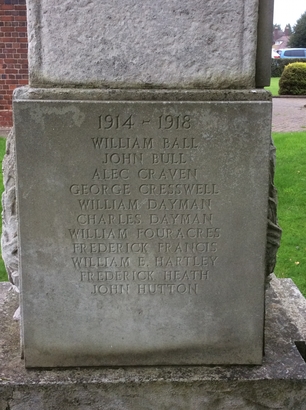 1914 - 1918
WILLIAM BALL
JOHN BULL
ALEC CRAVEN
GEORGE CRESSWELL
WILLIAM DAYMAN
CHARLES DAYMAN
WILLIAM FOURACRES
FREDERICK FRANCIS
WILLIAM E. HARTLEY
FREDERICK HEATH
JOHN HUTTON